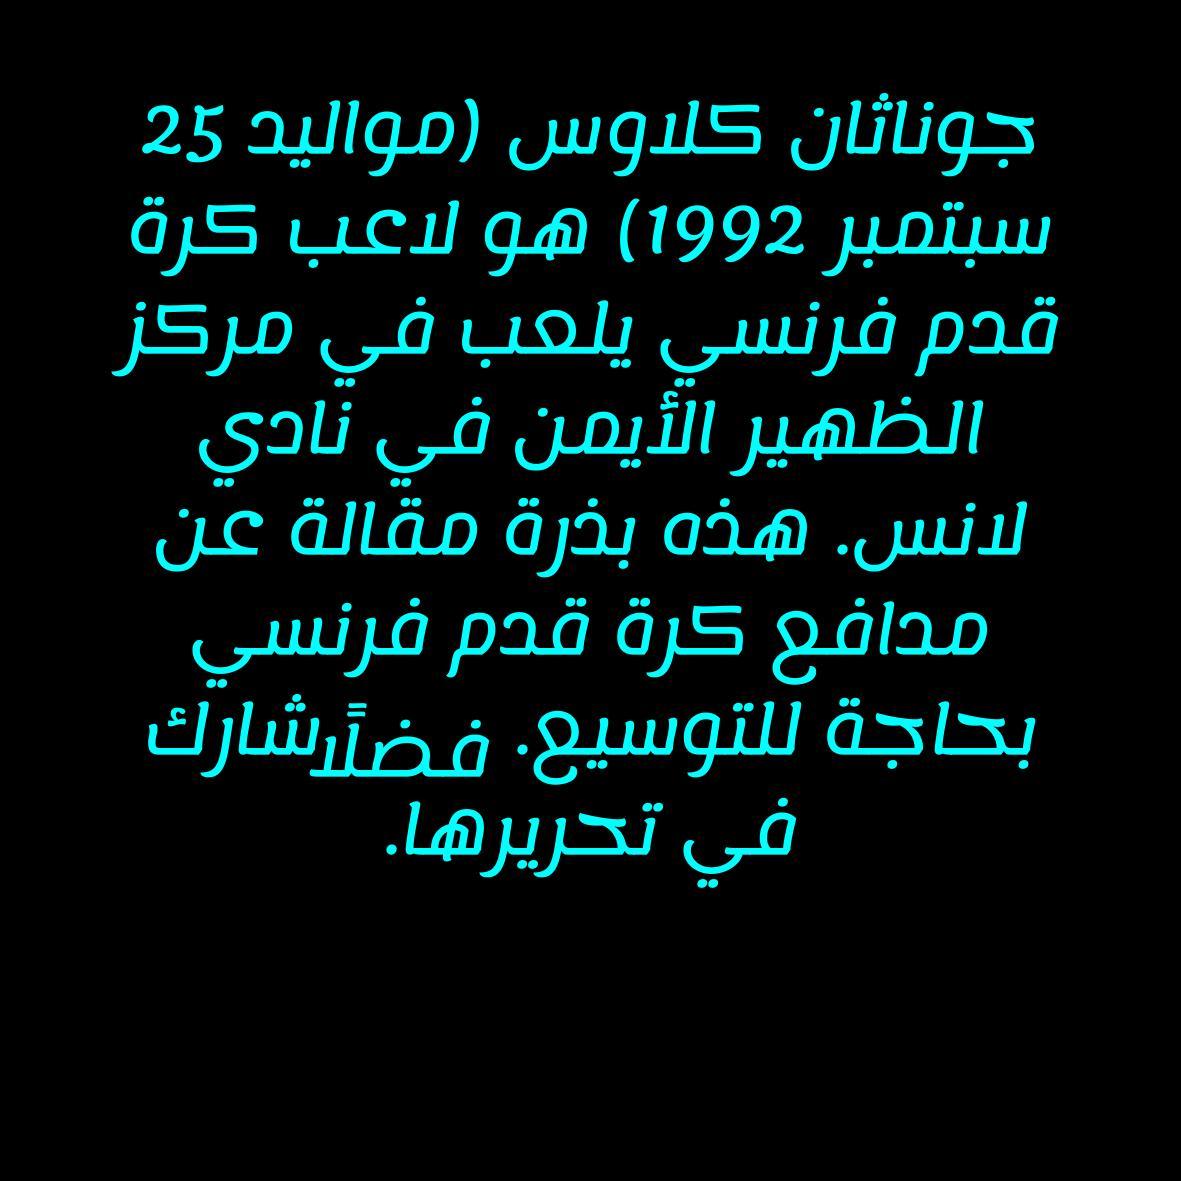 جوناثان كلاوس (مواليد 25
سبتمبر 1992) هو لاعب كرة
قدم فرنسي يلعب في مركز
الظهير الأيمن في نادي
لانس. هذه بذرة مقالة عن
مدافع كرة قدم فرنسي
بحاجة للتوسيع. فضلًا شارك
في تحريرها.